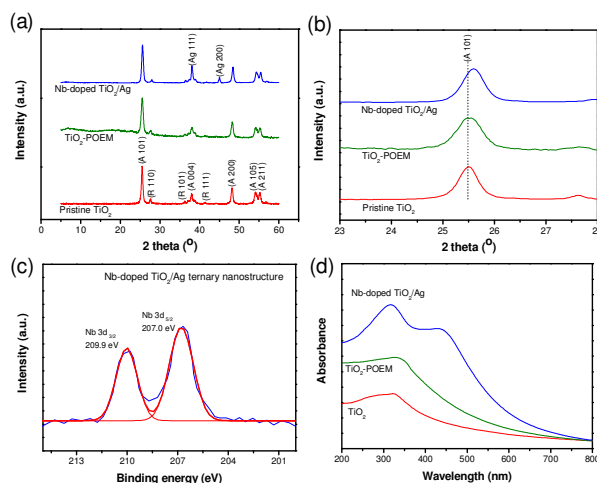 (a)
Intensity (a.u.)
(Ag 111)
(Ag 200)
Nb-doped TiO2/Ag
TiO2-POEM
(A 101)
(R 110)
(R 101)
(A 004)
(R 111)
(A 200)
(A 105)
(A 211)
Pristine TiO2
0 10 20 30 40 50 60
2 theta (O)
(b)
Intensity (a.u.)
(A 101)
Nb-doped TiO2/Ag
TiO2-POEM
Pristine TiO2
23 24 25 26 27 28
2 theta (O)
(c)
Intensity (a.u.)
Nb-doped TiO2/Ag ternary nanostructure
Nb 3d3/2
209.9 eV
Nb 3d5/2
207.0 eV
213 210 207 204 201
Binding energy (eV)
(d)
Absorbance
Nb-doped TiO2/Ag
TiO2-POEM
TiO2
200 300 400 500 600 700 800
Wavelength (nm)